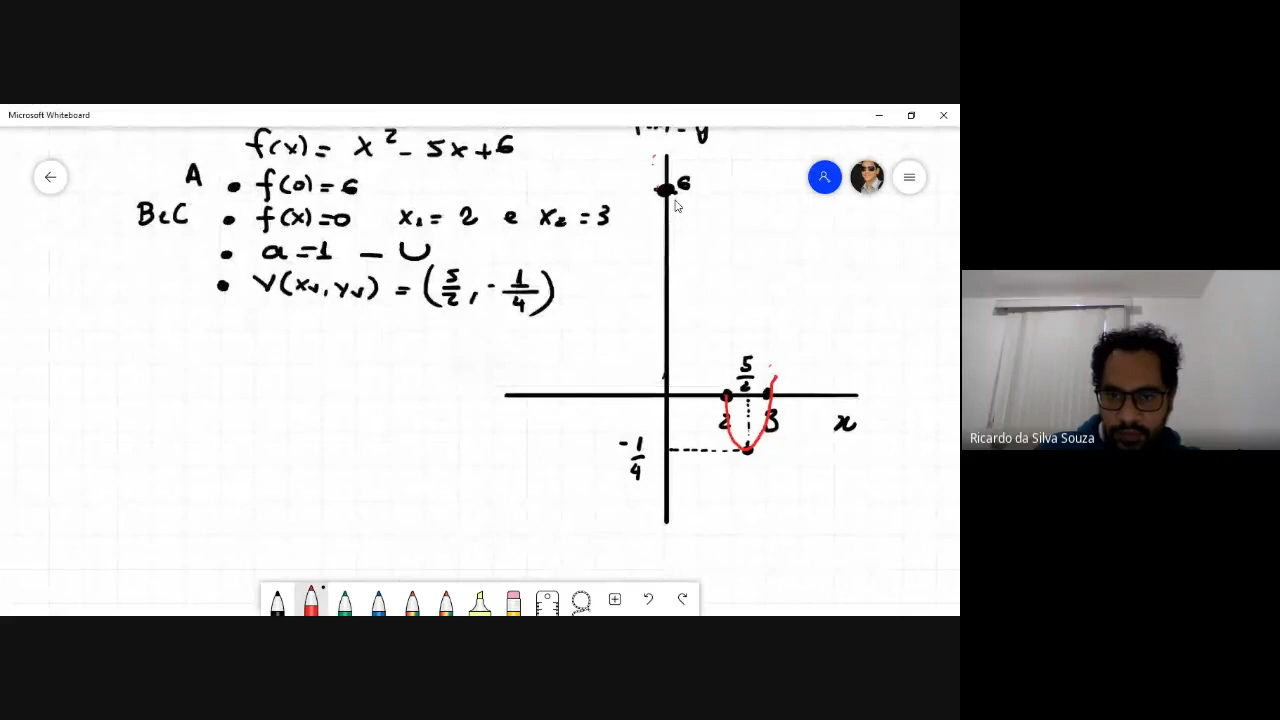 Microsoft Whiteboard
f(x) = x² - 5x + 6
A • f(0) = 6
B e C • f(x) = 0 x₁ = 2 e x₂ = 3
• a = 1 - ∪
• V(xv, yv) = (5/2, -1/4)
6
5/2
2
3
x
-1/4
Ricardo da Silva Souza